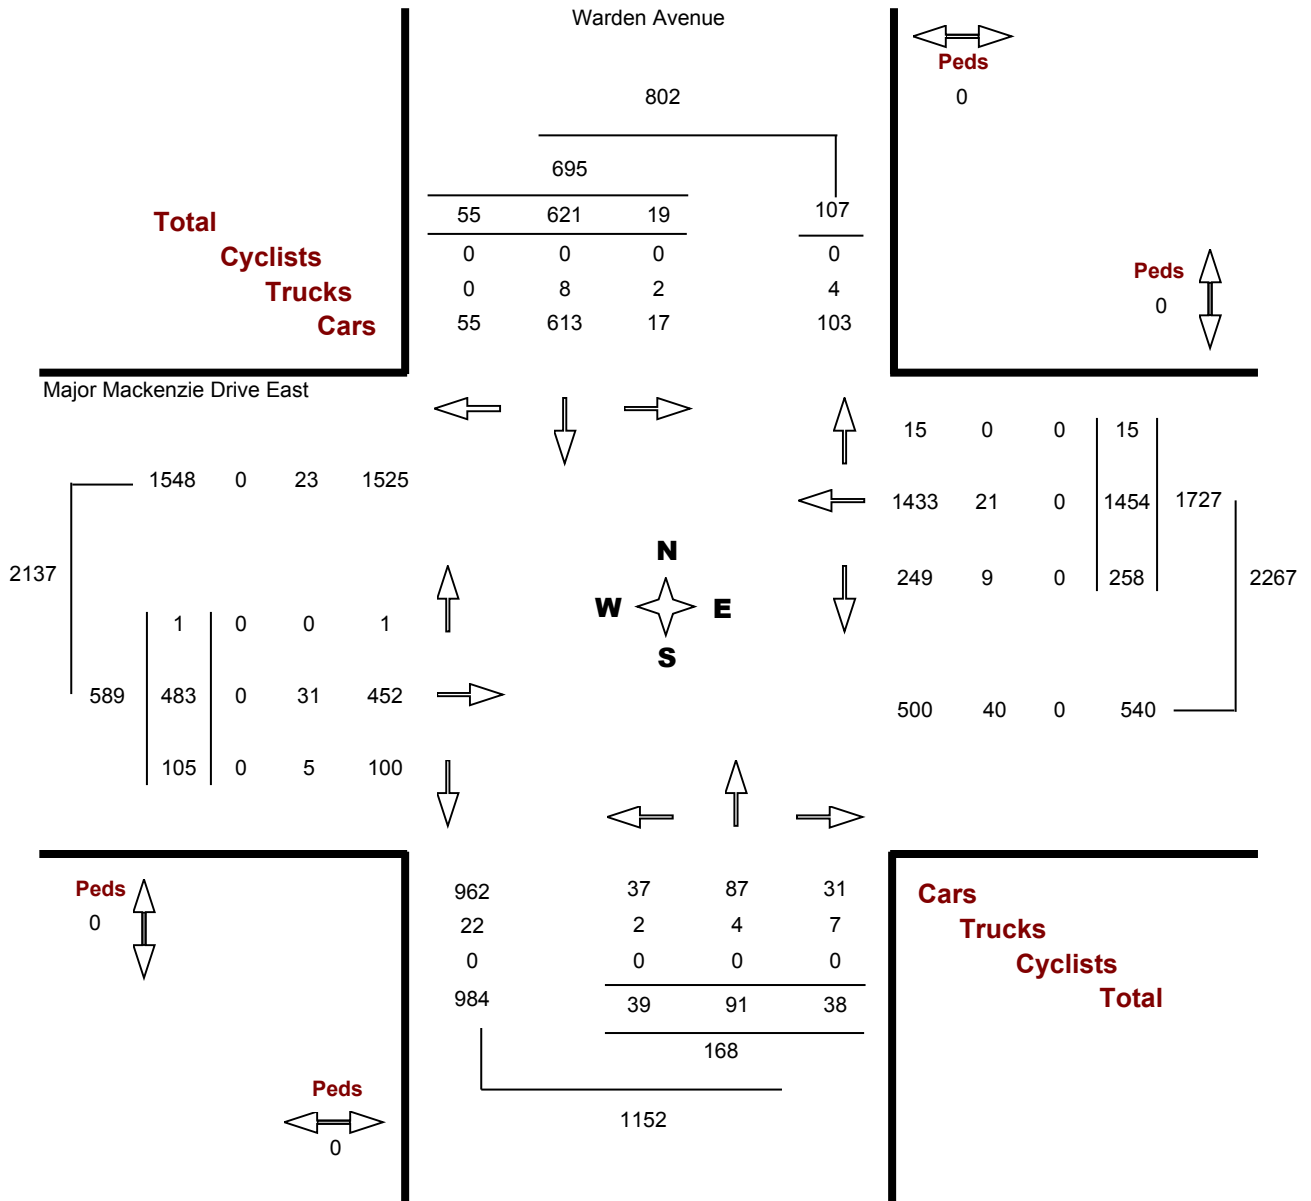 Warden Avenue
Peds
0
802
695
Total 55 621 19 107
Cyclists 0 0 0 0
Trucks 0 8 2 4
Cars 55 613 17 103
Peds
0
Major Mackenzie Drive East
15 0 0 15
1548 0 23 1525
1433 21 0 1454 1727
N
2137
W E
249 9 0 258 2267
S
1 0 0 1
589 483 0 31 452
500 40 0 540
105 0 5 100
Peds
0
962 37 87 31 Cars
22 2 4 7 Trucks
0 0 0 0 Cyclists
984 39 91 38 Total
168
Peds
0
1152